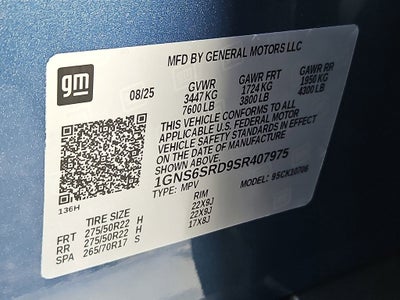 MFD BY GENERAL MOTORS LLC
gm
08/25 GVWR GAWR FRT GAWR RR
3447 KG 1724 KG 1950 KG
7600 LB 3800 LB 4300 LB
THIS VEHICLE CONFORMS TO ALL
APPLICABLE U.S. FEDERAL MOTOR
VEHICLE SAFETY STANDARDS IN EFFECT
ON THE DATE OF MANUFACTURE
SHOWN ABOVE.
1GNS6SRD9SR407975
TYPE: MPV MODEL: 9SCK10706
136H
TIRE SIZE RIM
FRT 275/50R22 H 22X9J
RRD 275/50R22 H 22X9J
SPA 265/70R17 S 17X8J